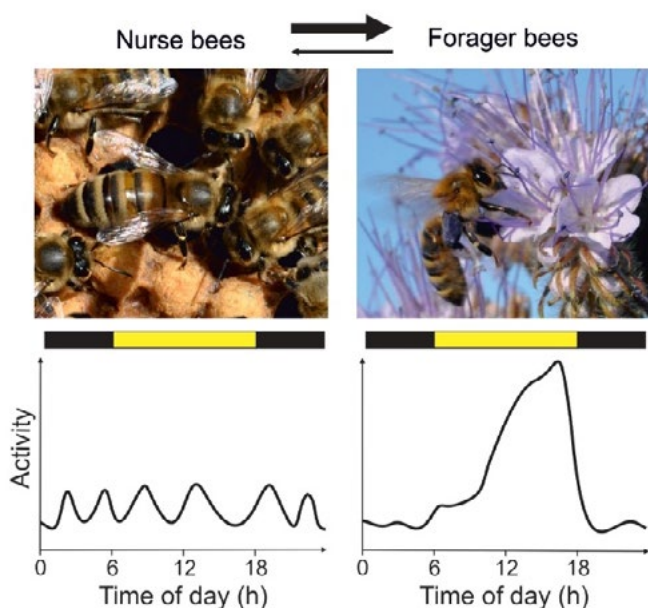 Nurse bees
Forager bees
Activity
0 6 12 18
Time of day (h)
0 6 12 18
Time of day (h)